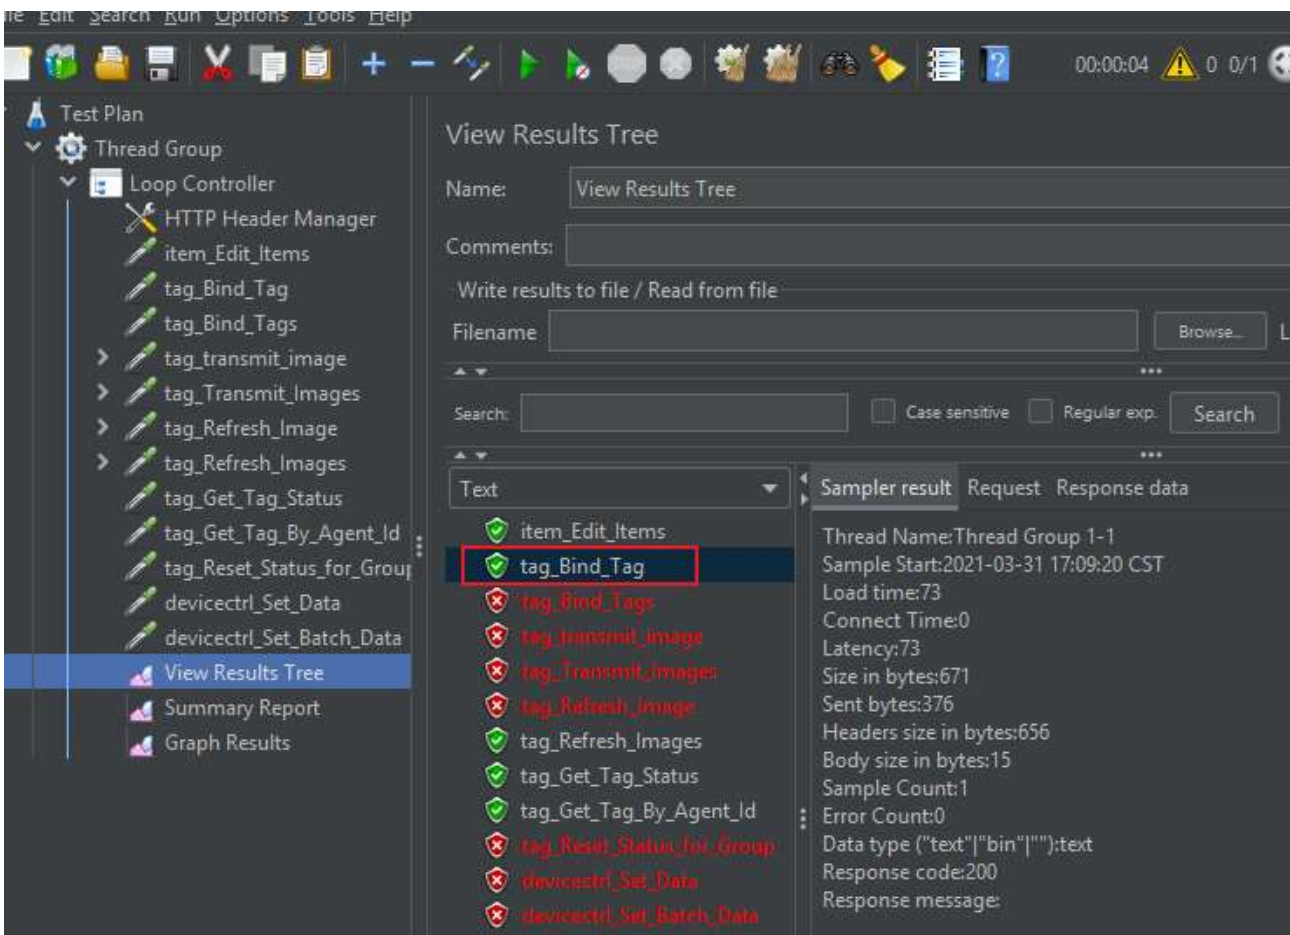 ile Edit Search Run Options Tools Help
00:00:04 0 0/1
Test Plan
Thread Group
Loop Controller
HTTP Header Manager
item_Edit_Items
tag_Bind_Tag
tag_Bind_Tags
tag_transmit_image
tag_Transmit_Images
tag_Refresh_Image
tag_Refresh_Images
tag_Get_Tag_Status
tag_Get_Tag_By_Agent_Id
tag_Reset_Status_for_Group
devicectrl_Set_Data
devicectrl_Set_Batch_Data
View Results Tree
Summary Report
Graph Results
View Results Tree
Name: View Results Tree
Comments:
Write results to file / Read from file
Filename Browse... L
Search: Case sensitive Regular exp. Search
Text
item_Edit_Items
tag_Bind_Tag
tag_Bind_Tags
tag_transmit_image
tag_Transmit_Images
tag_Refresh_Image
tag_Refresh_Images
tag_Get_Tag_Status
tag_Get_Tag_By_Agent_Id
tag_Reset_Status_for_Group
devicectrl_Set_Data
devicectrl_Set_Batch_Data
Sampler result Request Response data
Thread Name:Thread Group 1-1
Sample Start:2021-03-31 17:09:20 CST
Load time:73
Connect Time:0
Latency:73
Size in bytes:671
Sent bytes:376
Headers size in bytes:656
Body size in bytes:15
Sample Count:1
Error Count:0
Data type ("text"|"bin"|""):text
Response code:200
Response message: